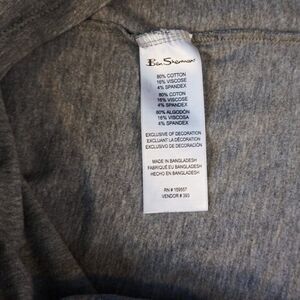 Ben Sherman
80% COTTON
16% VISCOSE
4% SPANDEX
80% COTON
16% VISCOSE
4% SPANDEX
80% ALGODÓN
16% VISCOSA
4% SPANDEX
EXCLUSIVE OF DECORATION
EXCLUANT LA DÉCORATION
EXCLUSIVO DE DECORACIÓN
MADE IN BANGLADESH
FABRIQUÉ EU BANGLADESH
HECHO EN BANGLADESH
RN # 159557
VENDOR # 393